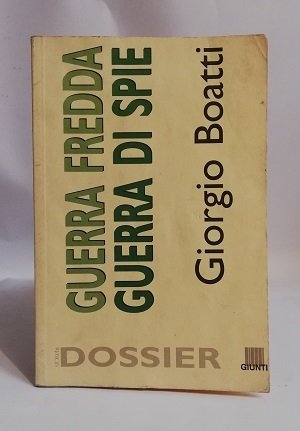 GUERRA FREDDA
GUERRA DI SPIE
Giorgio Boatti
DOSSIER
GIUNTI